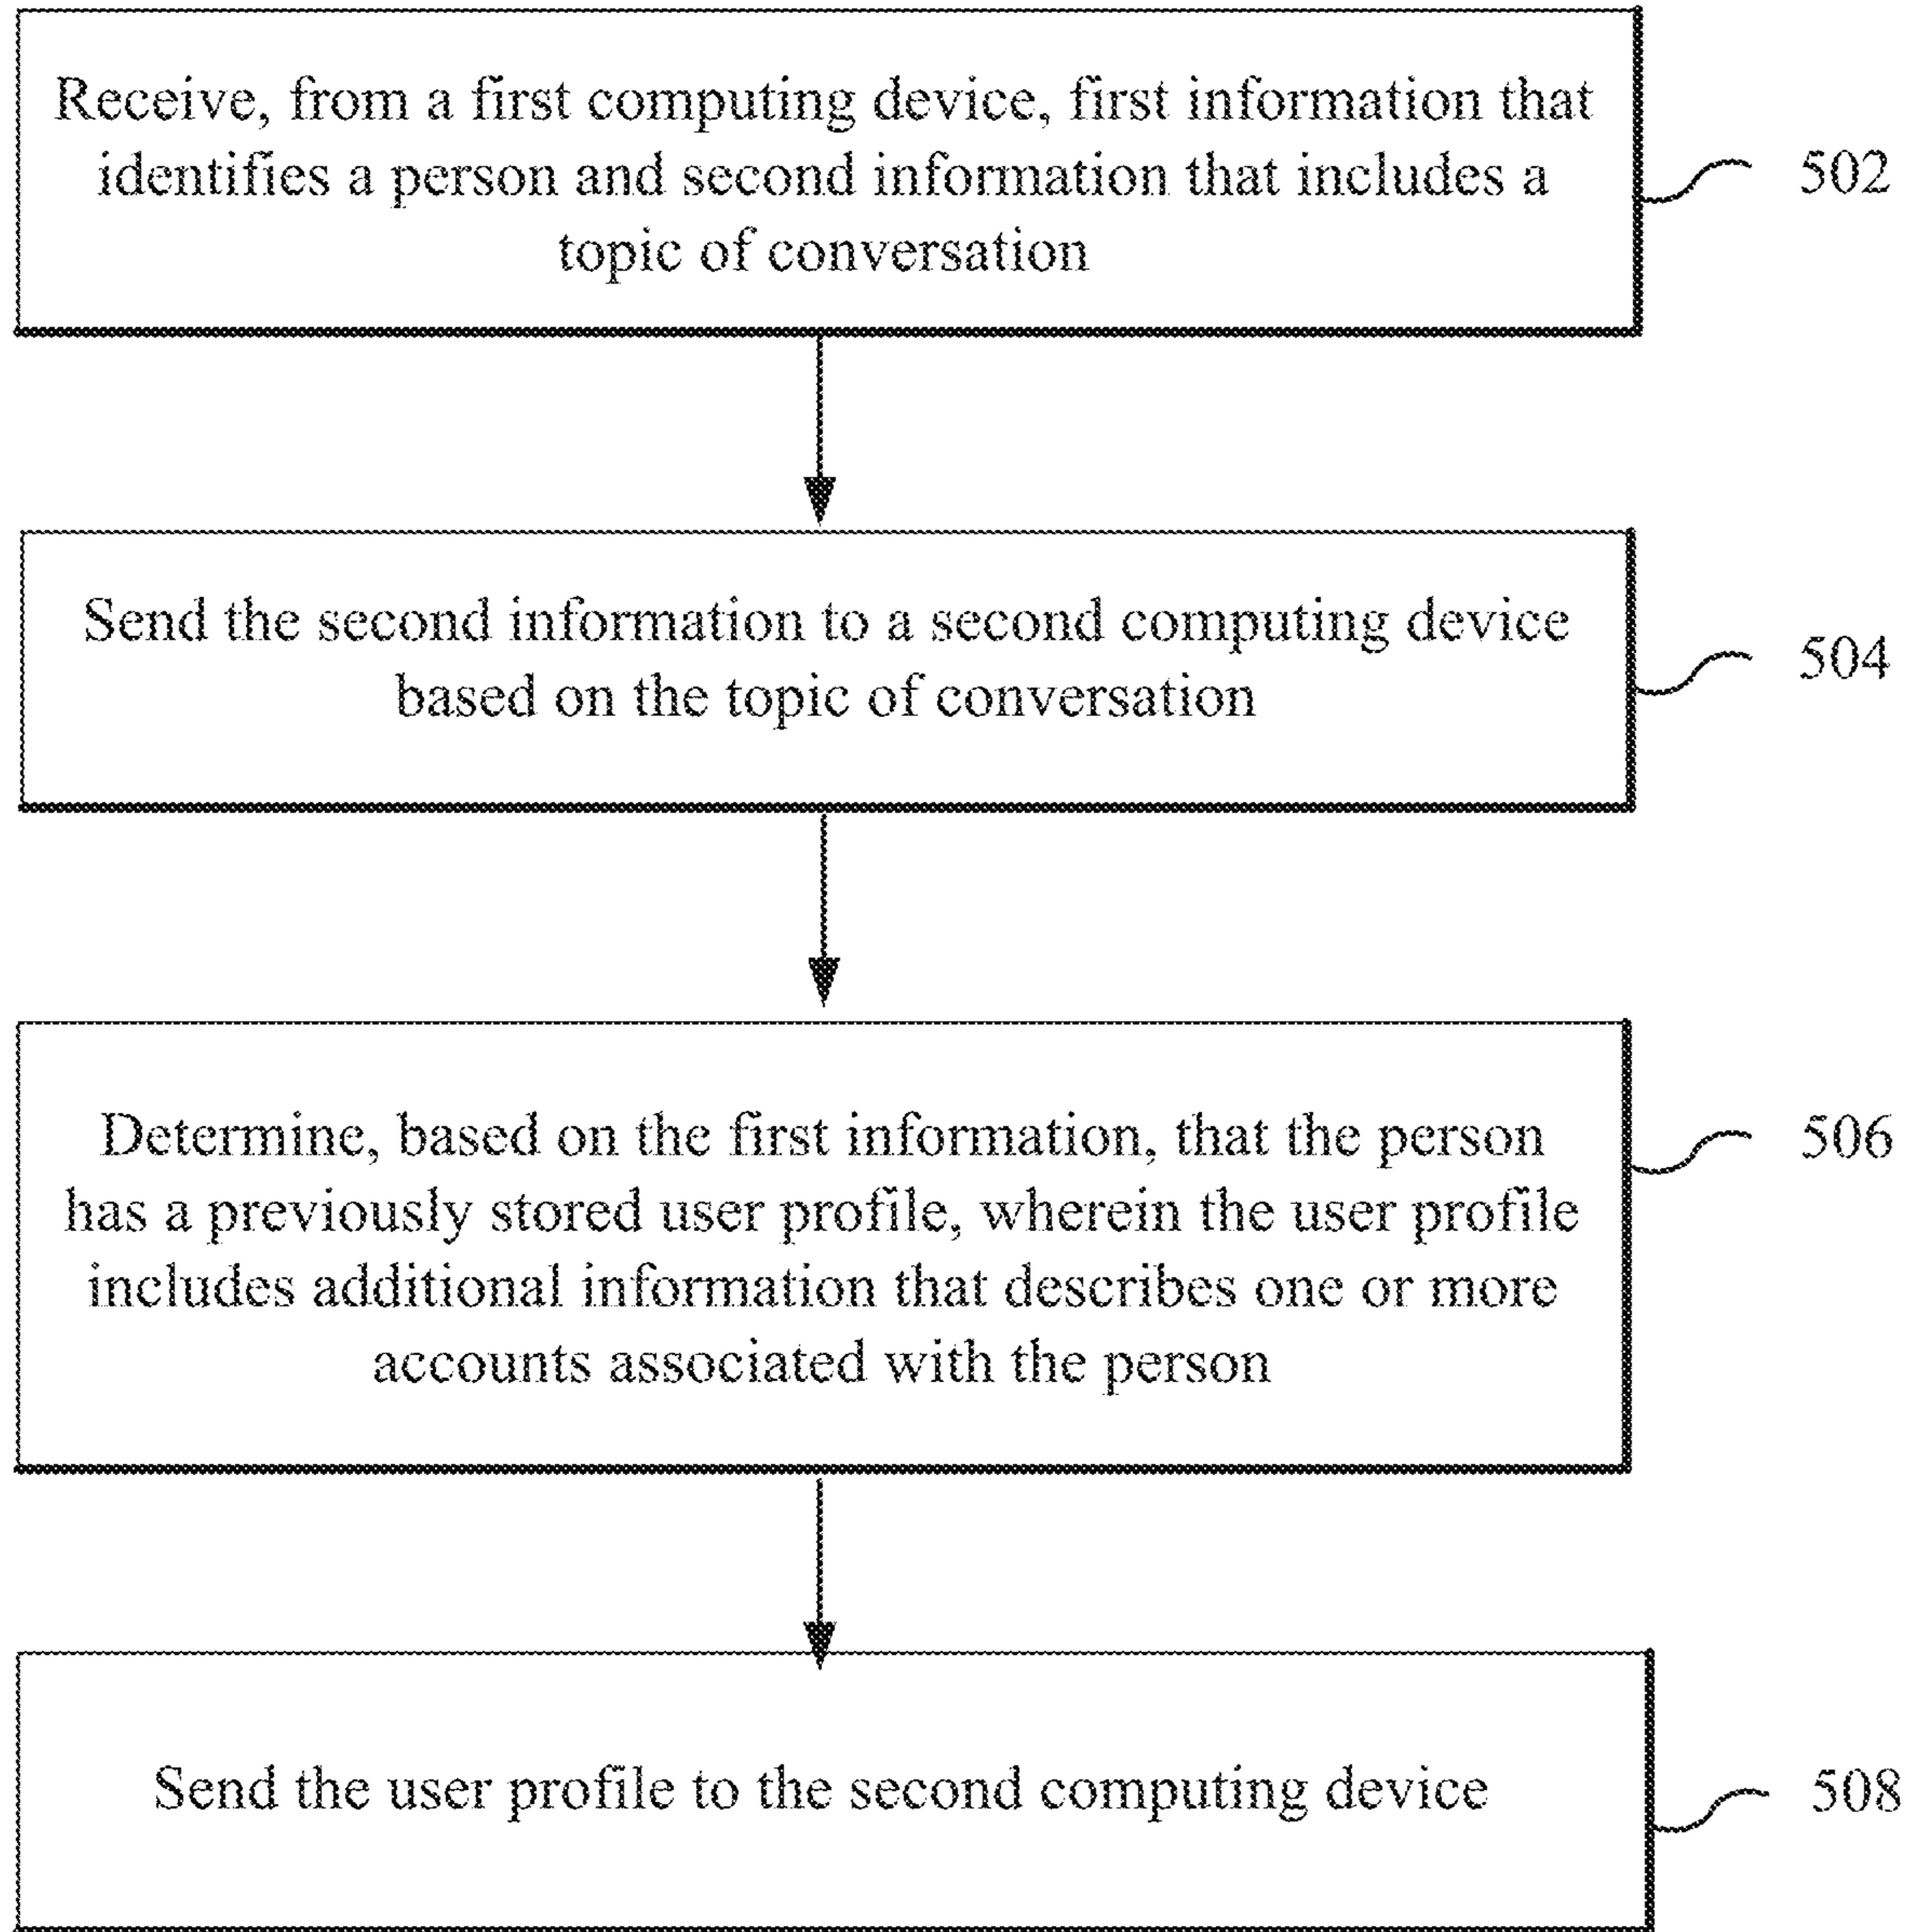 Receive, from a first computing device, first information that
identifies a person and second information that includes a
topic of conversation
502
Send the second information to a second computing device
based on the topic of conversation
504
Determine, based on the first information, that the person
has a previously stored user profile, wherein the user profile
includes additional information that describes one or more
accounts associated with the person
506
Send the user profile to the second computing device
508